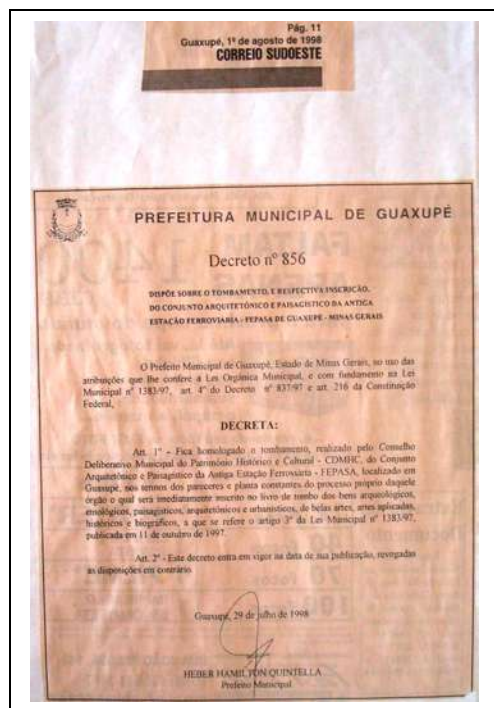 Pág. 11
Guaxupé, 1º de agosto de 1998
CORREIO SUDOESTE
PREFEITURA MUNICIPAL DE GUAXUPÉ
Decreto nº 856
DISPÕE SOBRE O TOMBAMENTO, E RESPECTIVA INSCRIÇÃO,
DO CONJUNTO ARQUITETÔNICO E PAISAGISTICO DA ANTIGA
ESTAÇÃO FERROVIARIA - FEPASA DE GUAXUPE - MINAS GERAIS
O Prefeito Municipal de Guaxupé, Estado de Minas Gerais, no uso das
atribuições que lhe confere a Lei Orgânica Municipal, e com fundamento na Lei
Municipal nº 1383/97, art. 4º do Decreto nº 837/97 e art. 216 da Constituição
Federal,
DECRETA:
Art. 1º - Fica homologado o tombamento, realizado pelo Conselho
Deliberativo Municipal do Patrimônio Histórico e Cultural - CDMHC, do Conjunto
Arquitetônico e Paisagístico da Antiga Estação Ferroviária - FEPASA, localizado em
Guaxupé, nos termos dos pareceres e planta constantes do processo próprio daquele
órgão o qual será imediatamente inscrito no livro de tombo dos bens arqueológicos,
etnológicos, paisagísticos, arquitetônicos e urbanísticos, de belas artes, artes aplicadas,
históricos e biográficos, a que se refere o artigo 3º da Lei Municipal nº 1383/97,
publicada em 11 de outubro de 1997.
Art. 2º - Este decreto entra em vigor na data de sua publicação, revogadas
as disposições em contrário.
Guaxupé, 29 de julho de 1998
HEBER HAMILTON QUINTELLA
Prefeito Municipal